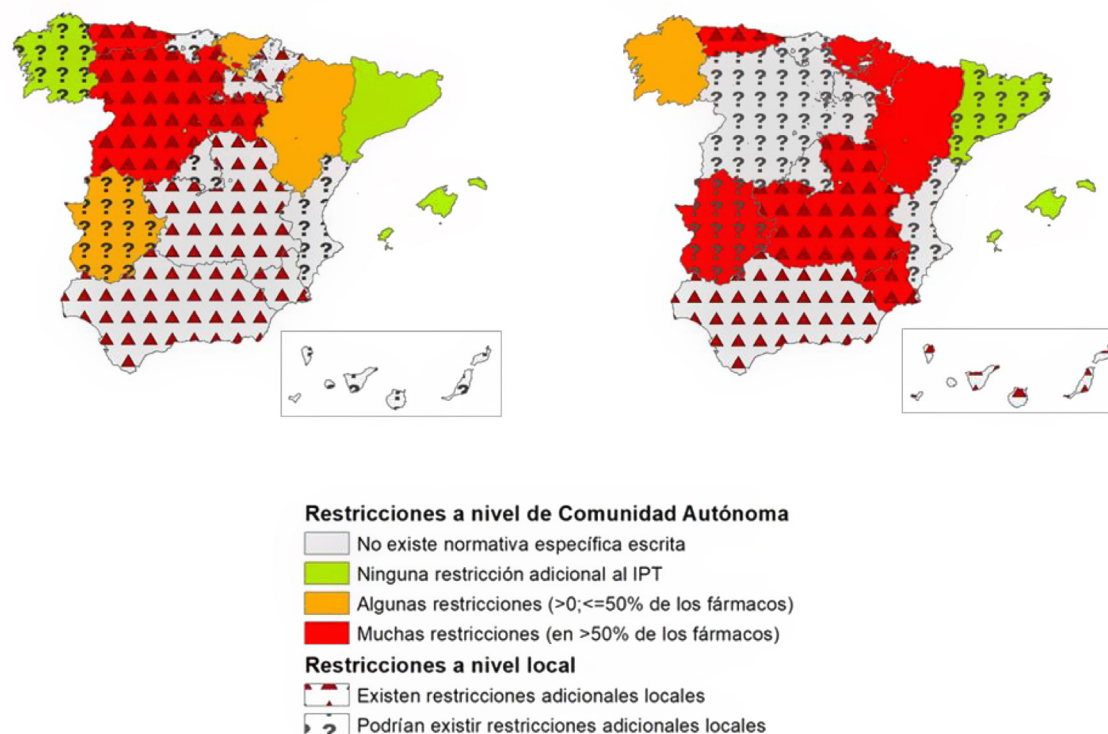 Restricciones a nivel de Comunidad Autónoma
No existe normativa específica escrita
Ninguna restricción adicional al IPT
Algunas restricciones (>0;<=50% de los fármacos)
Muchas restricciones (en >50% de los fármacos)
Restricciones a nivel local
Existen restricciones adicionales locales
Podrían existir restricciones adicionales locales